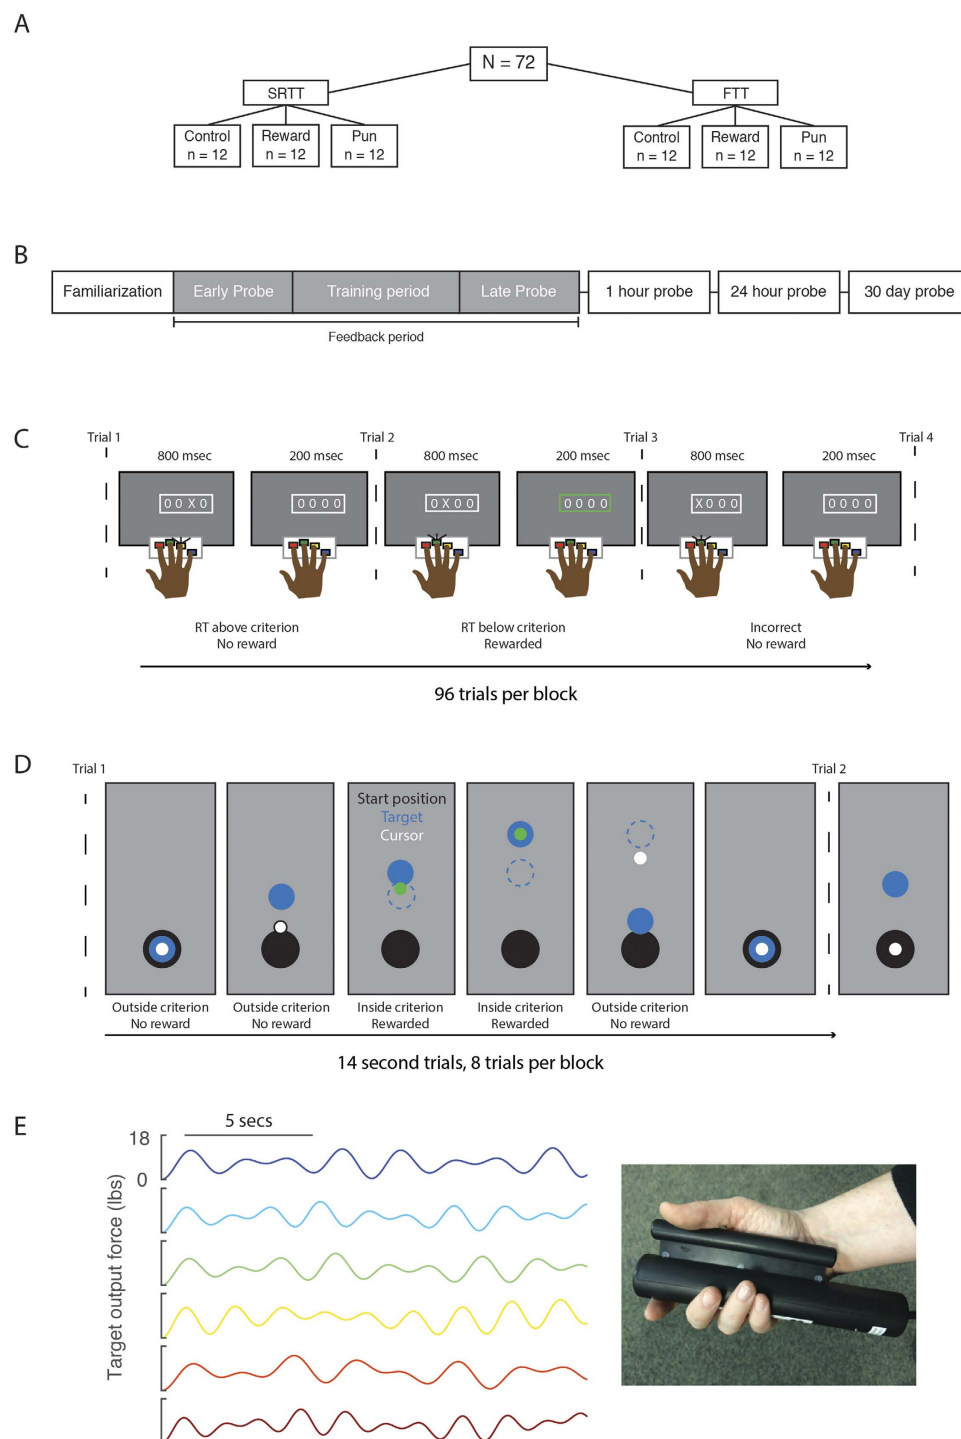 A
N = 72
SRTT
FTT
Control
n = 12
Reward
n = 12
Pun
n = 12
Control
n = 12
Reward
n = 12
Pun
n = 12
B
Familiarization
Early Probe
Training period
Late Probe
1 hour probe
24 hour probe
30 day probe
Feedback period
C
Trial 1
Trial 2
Trial 3
Trial 4
800 msec
200 msec
800 msec
200 msec
800 msec
200 msec
0 0 X 0
0 0 0 0
0 X 0 0
0 0 0 0
X 0 0 0
0 0 0 0
RT above criterion
No reward
RT below criterion
Rewarded
Incorrect
No reward
96 trials per block
D
Trial 1
Trial 2
Start position
Target
Cursor
Outside criterion
No reward
Outside criterion
No reward
Inside criterion
Rewarded
Inside criterion
Rewarded
Outside criterion
No reward
14 second trials, 8 trials per block
E
5 secs
18
0
Target output force (lbs)